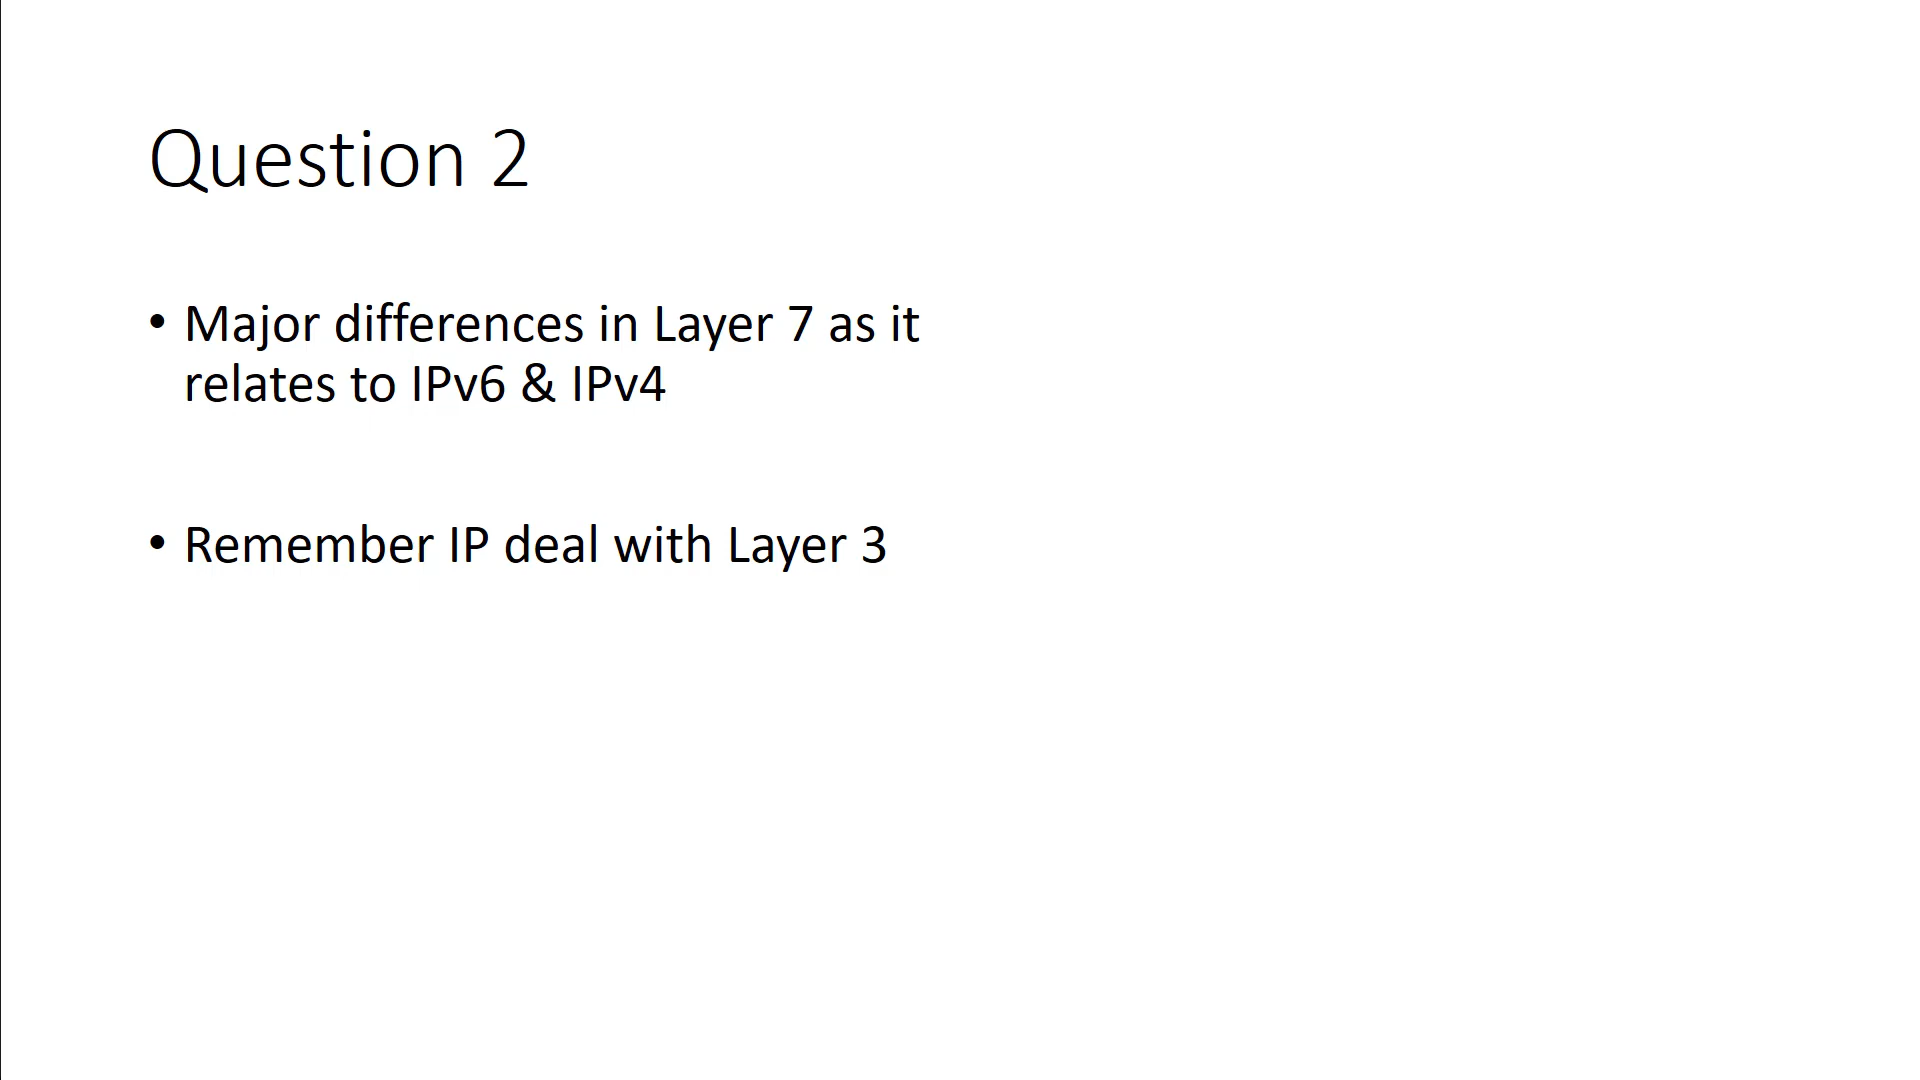 Question 2
• Major differences in Layer 7 as it
relates to IPv6 & IPv4
• Remember IP deal with Layer 3